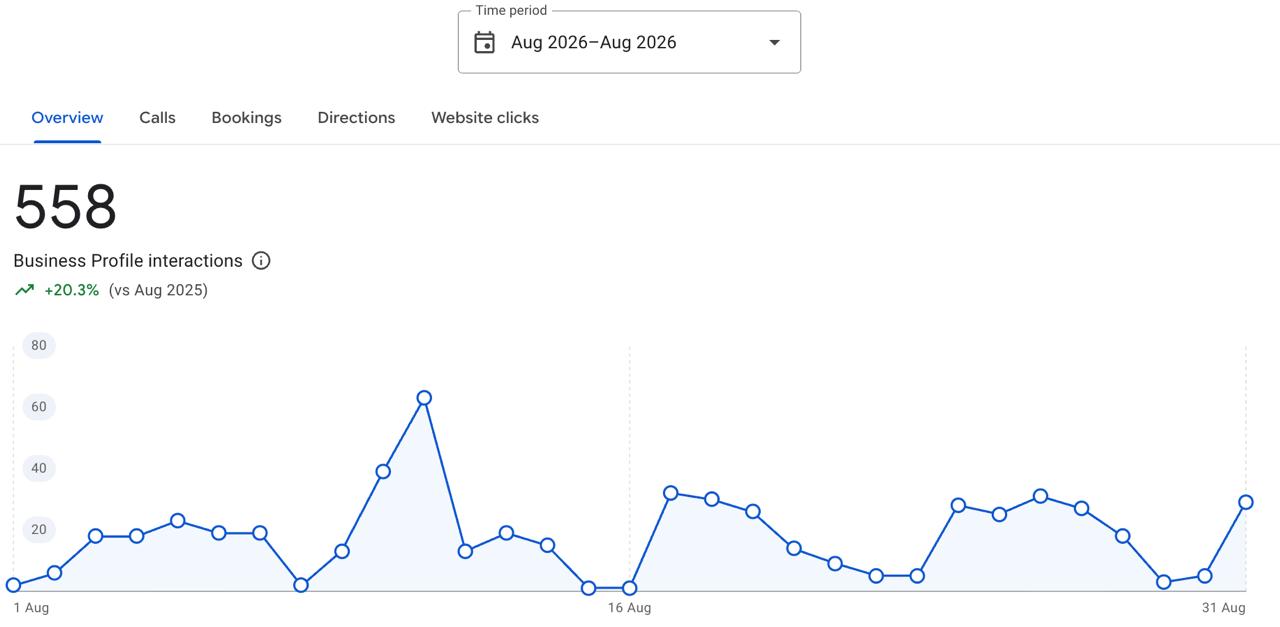 Time period
Aug 2026–Aug 2026
Overview Calls Bookings Directions Website clicks
558
Business Profile interactions
+20.3% (vs Aug 2025)
80
60
40
20
1 Aug 16 Aug 31 Aug